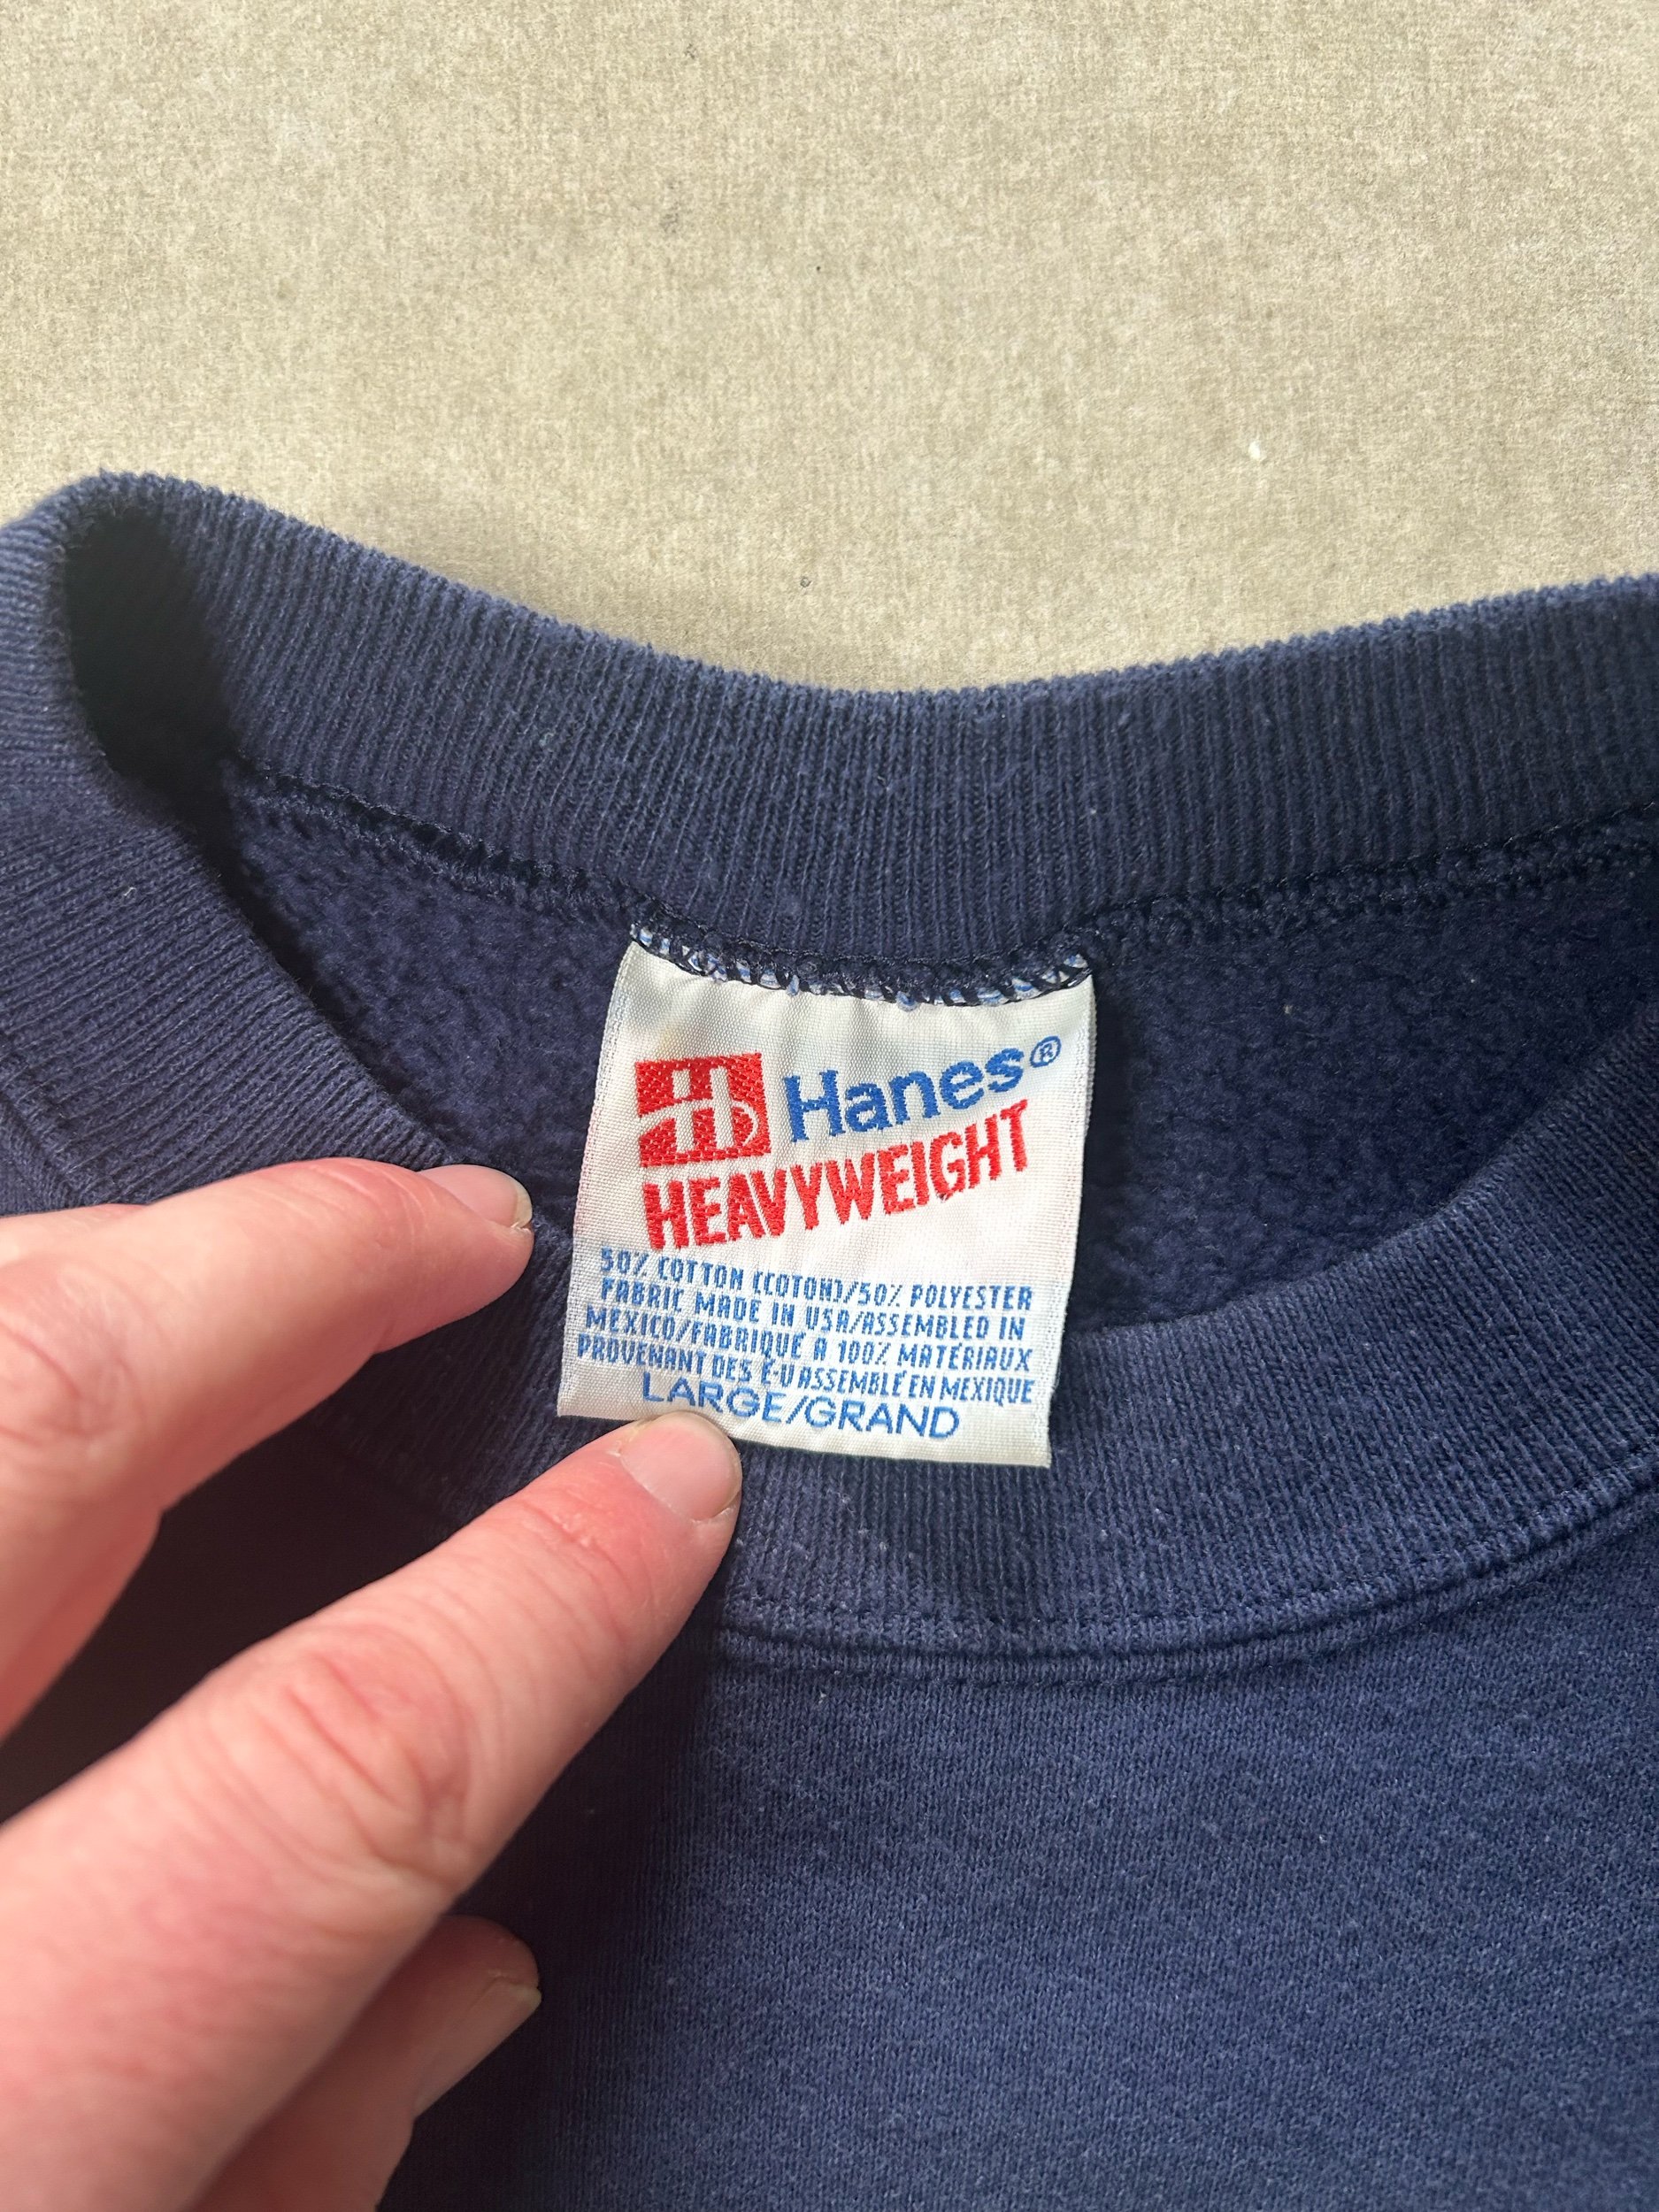 H Hanes®
HEAVYWEIGHT
50% COTTON (COTON)/50% POLYESTER
FABRIC MADE IN USA/ASSEMBLED IN
MEXICO/FABRIQUÉ A 100% MATÉRIAUX
PROVENANT DES É-U ASSEMBLÉ EN MEXIQUE
LARGE/GRAND